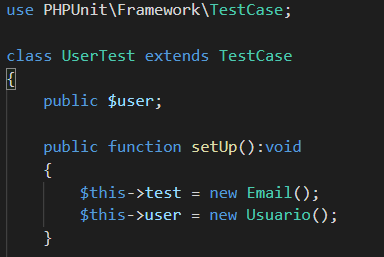 use PHPUnit\Framework\TestCase;
class UserTest extends TestCase
{
public $user;
public function setUp():void
{
$this->test = new Email();
$this->user = new Usuario();
}